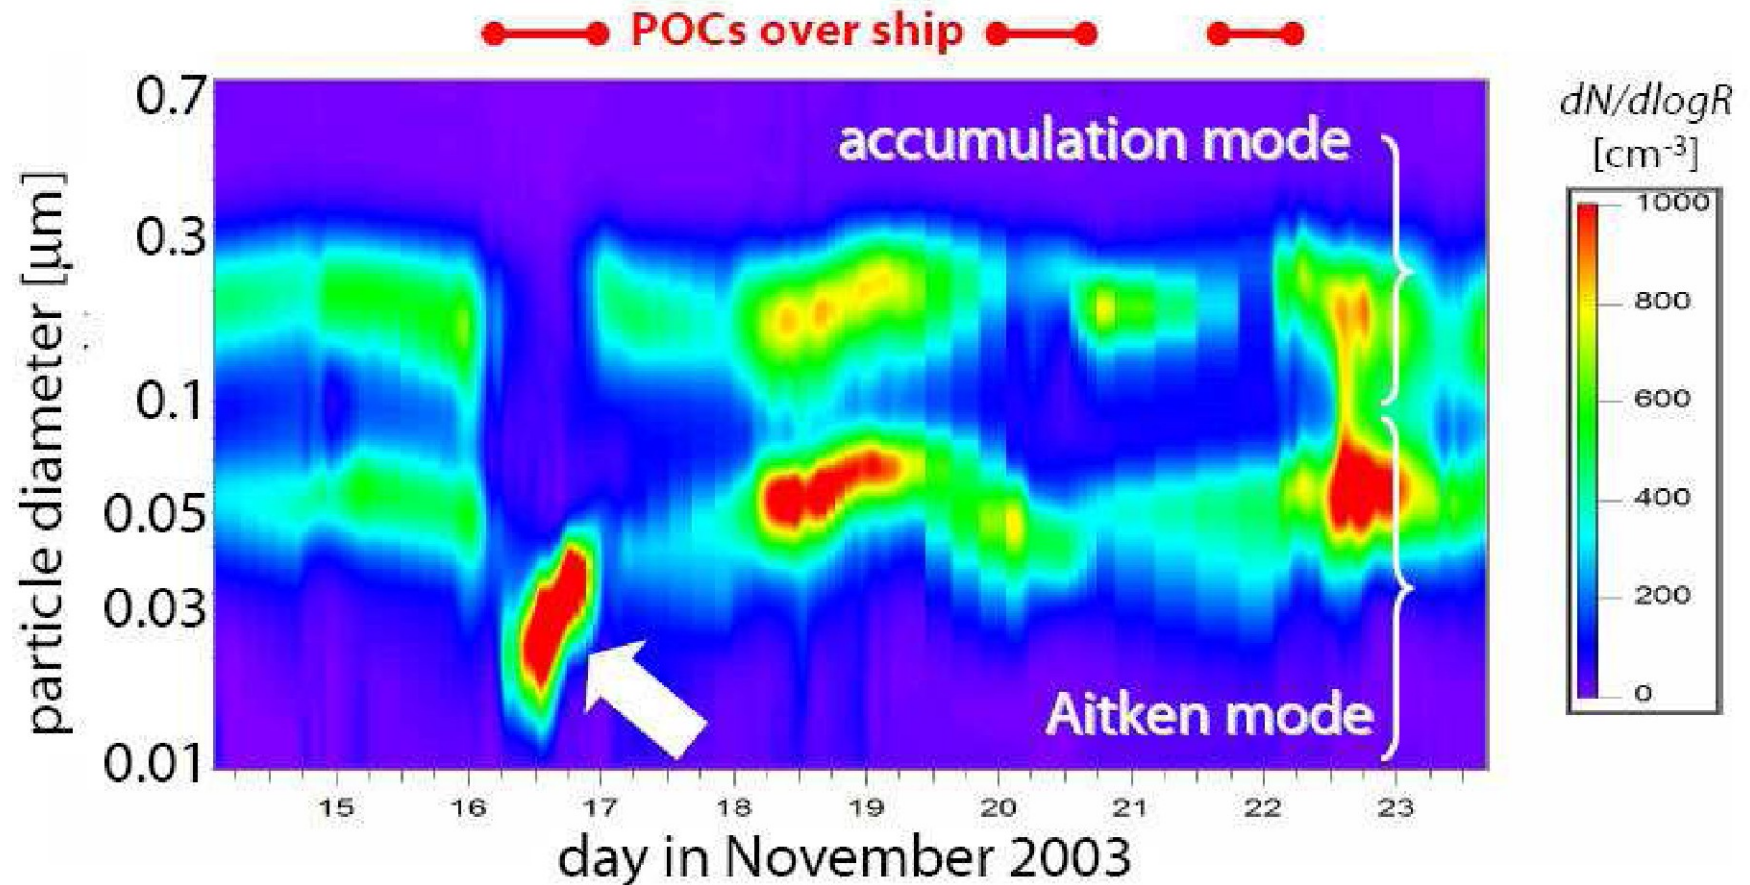 POCs over ship
dN/dlogR
[cm-3]
accumulation mode
Aitken mode
particle diameter [μm]
0.7
0.3
0.1
0.05
0.03
0.01
15 16 17 18 19 20 21 22 23
day in November 2003
1000
800
600
400
200
0